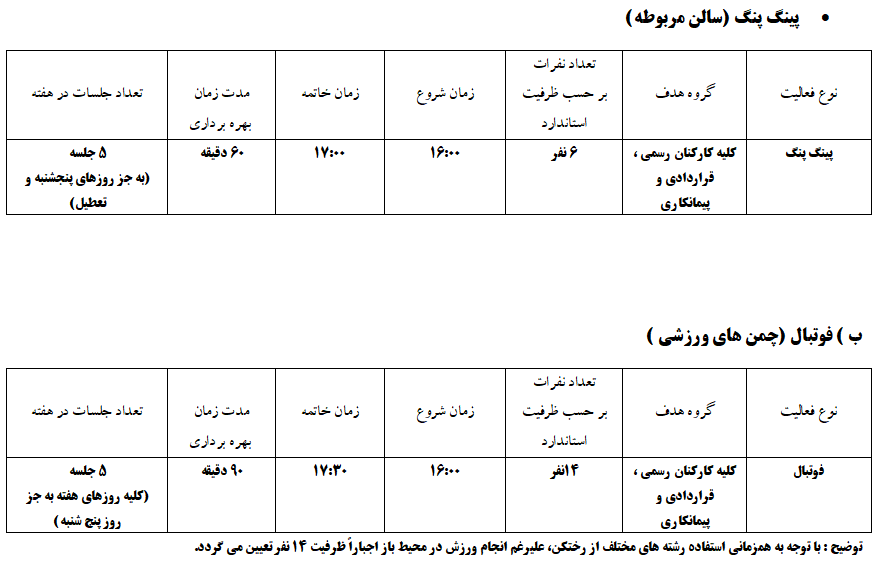 • پینگ پنگ (سالن مربوطه )
نوع فعالیت
گروه هدف
تعداد نفرات
بر حسب ظرفیت
استاندارد
زمان شروع
زمان خاتمه
مدت زمان
بهره برداری
تعداد جلسات در هفته
پینگ پنگ
کلیه کارکنان رسمی ،
قراردادی و
پیمانکاری
۶ نفر
۱۶:۰۰
۱۷:۰۰
۶۰ دقیقه
۵ جلسه
(به جز روزهای پنجشنبه و
تعطیل)
ب ) فوتبال (چمن های ورزشی )
نوع فعالیت
گروه هدف
تعداد نفرات
بر حسب ظرفیت
استاندارد
زمان شروع
زمان خاتمه
مدت زمان
بهره برداری
تعداد جلسات در هفته
فوتبال
کلیه کارکنان رسمی ،
قراردادی و
پیمانکاری
۱۴نفر
۱۶:۰۰
۱۷:۳۰
۹۰ دقیقه
۵ جلسه
(کلیه روزهای هفته به جز
روز پنج شنبه )
توضیح : با توجه به همزمانی استفاده رشته های مختلف از رختکن، علیرغم انجام ورزش در محیط باز اجباراً ظرفیت ۱۴ نفر تعیین می گردد.